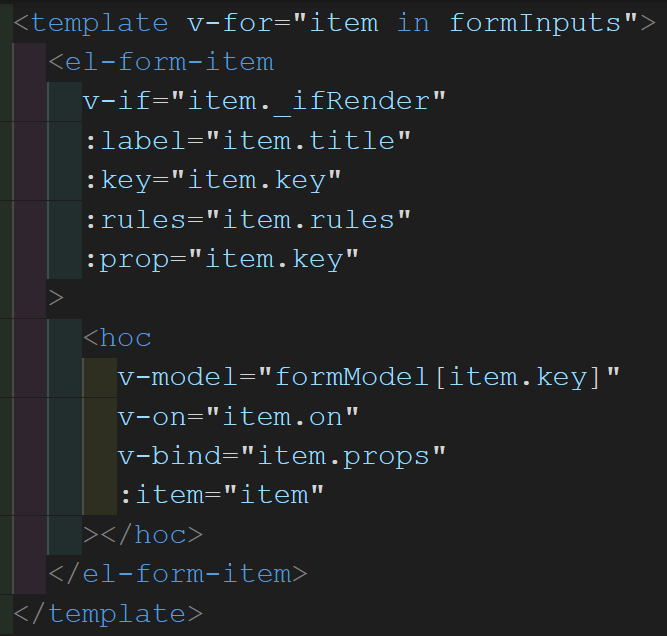 <template v-for="item in formInputs">
<el-form-item
v-if="item._ifRender"
:label="item.title"
:key="item.key"
:rules="item.rules"
:prop="item.key"
>
<hoc
v-model="formModel[item.key]"
v-on="item.on"
v-bind="item.props"
:item="item"
></hoc>
</el-form-item>
</template>